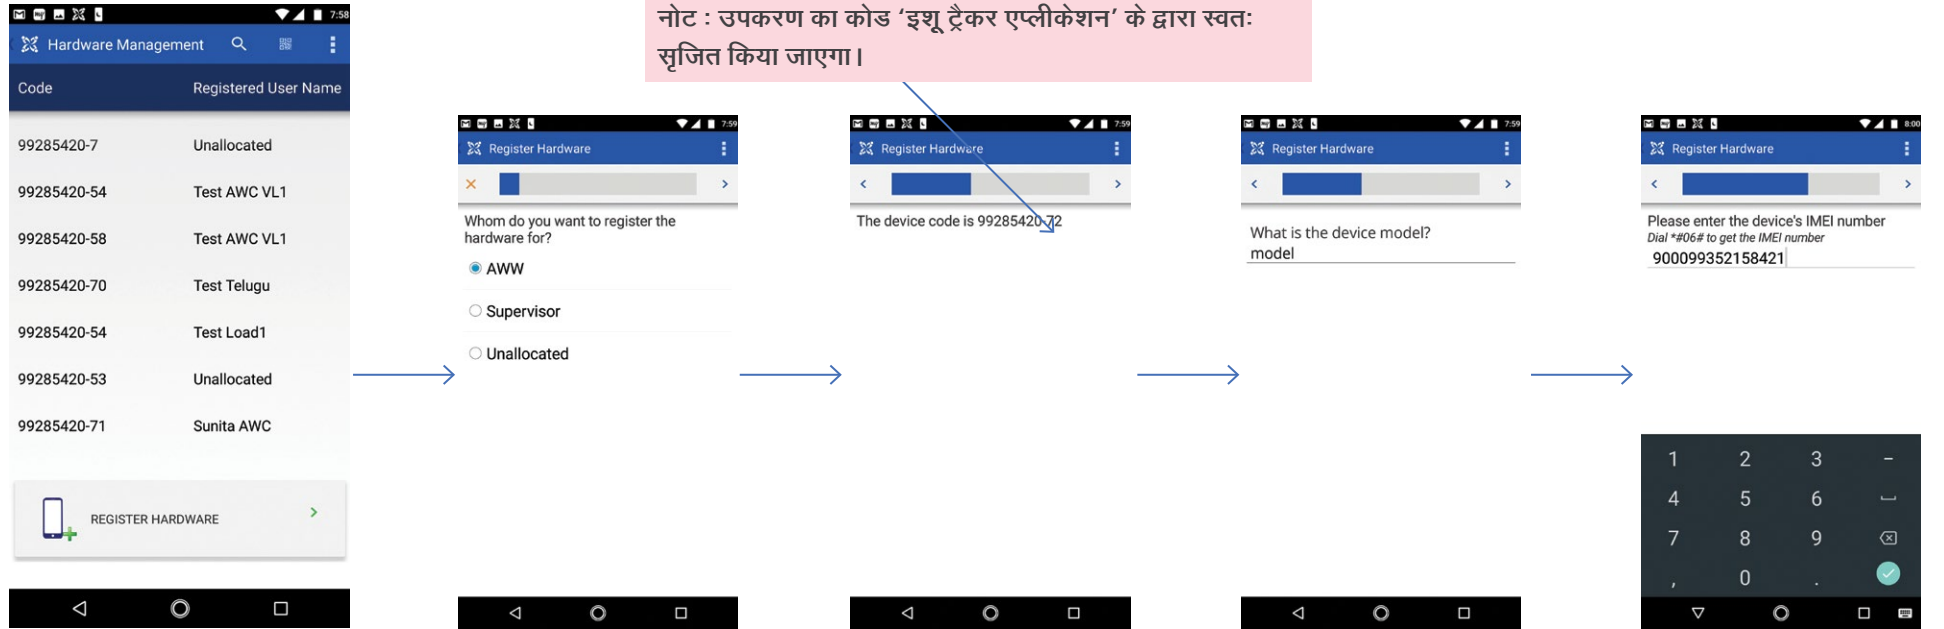 नोट : उपकरण का कोड ‘इशू ट्रैकर एप्लीकेशन’ के द्वारा स्वतः
सृजित किया जाएगा।
7:58
Hardware Management
Code Registered User Name
99285420-7 Unallocated
99285420-54 Test AWC VL1
99285420-58 Test AWC VL1
99285420-70 Test Telugu
99285420-54 Test Load1
99285420-53 Unallocated
99285420-71 Sunita AWC
REGISTER HARDWARE
7:59
Register Hardware
Whom do you want to register the
hardware for?
AWW
Supervisor
Unallocated
7:59
Register Hardware
The device code is 99285420-72
7:59
Register Hardware
What is the device model?
model
8:00
Register Hardware
Please enter the device's IMEI number
Dial *#06# to get the IMEI number
900099352158421
1 2 3 -
4 5 6
7 8 9
, 0 .